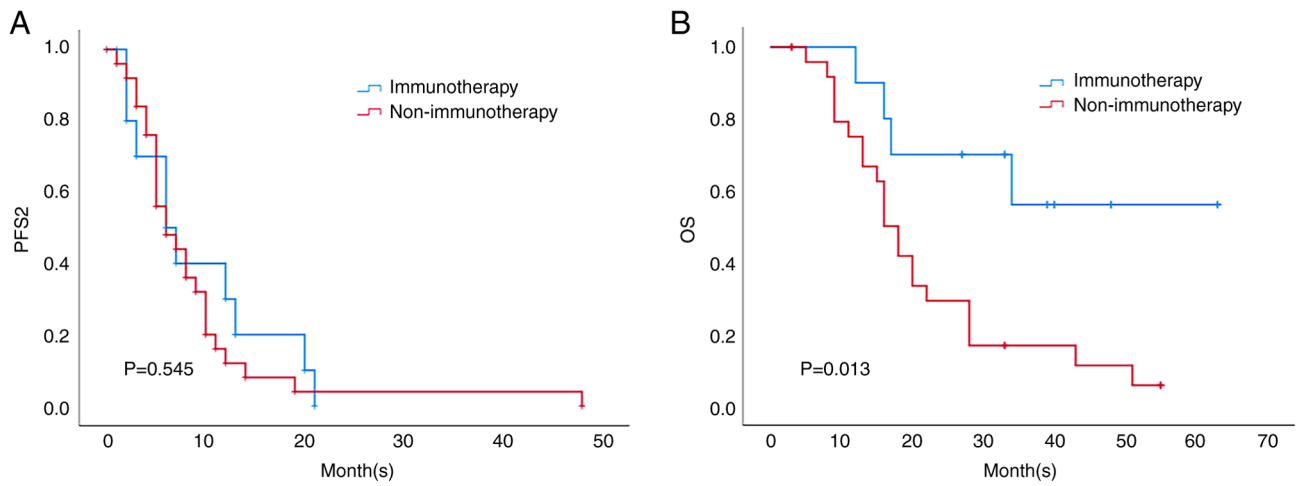 A
1.0
0.8
0.6
0.4
0.2
0.0
PFS2
Immunotherapy
Non-immunotherapy
P=0.545
0 10 20 30 40 50
Month(s)
B
1.0
0.8
0.6
0.4
0.2
0.0
OS
Immunotherapy
Non-immunotherapy
P=0.013
0 10 20 30 40 50 60 70
Month(s)